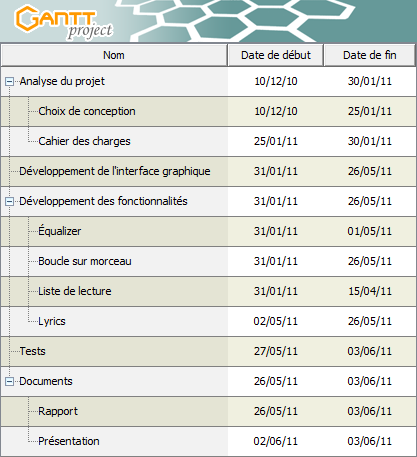 GANTT
project
Nom Date de début Date de fin
Analyse du projet 10/12/10 30/01/11
Choix de conception 10/12/10 25/01/11
Cahier des charges 25/01/11 30/01/11
Développement de l'interface graphique 31/01/11 26/05/11
Développement des fonctionnalités 31/01/11 26/05/11
Équalizer 31/01/11 01/05/11
Boucle sur morceau 31/01/11 26/05/11
Liste de lecture 31/01/11 15/04/11
Lyrics 02/05/11 26/05/11
Tests 27/05/11 03/06/11
Documents 26/05/11 03/06/11
Rapport 26/05/11 03/06/11
Présentation 02/06/11 03/06/11